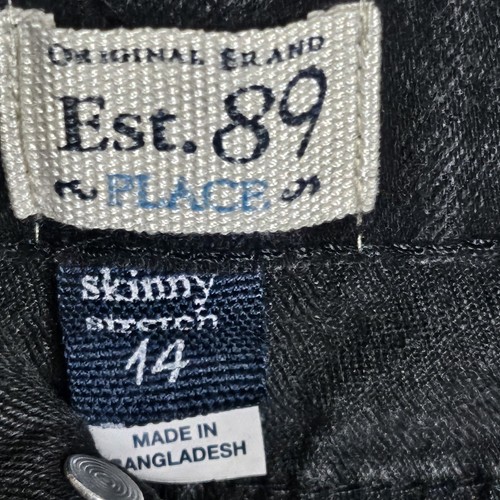 ORIGINAL BRAND
Est. 89
PLACE
skinny
stretch
14
MADE IN
BANGLADESH